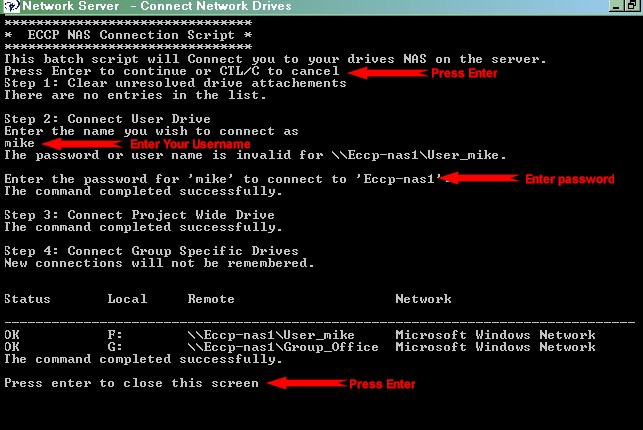 Network Server - Connect Network Drives
*******************************
* ECCP NAS Connection Script *
*******************************
This batch script will Connect you to your drives NAS on the server.
Press Enter to continue or CTL/C to cancel Press Enter
Step 1: Clear unresolved drive attachements
There are no entries in the list.
Step 2: Connect User Drive
Enter the name you wish to connect as
mike Enter Your Username
The password or user name is invalid for \\Eccp-nas1\User_mike.
Enter the password for 'mike' to connect to 'Eccp-nas1': Enter password
The command completed successfully.
Step 3: Connect Project Wide Drive
The command completed successfully.
Step 4: Connect Group Specific Drives
New connections will not be remembered.
Status Local Remote Network
-------------------------------------------------------------------------------
OK F: \\Eccp-nas1\User_mike Microsoft Windows Network
OK G: \\Eccp-nas1\Group_Office Microsoft Windows Network
The command completed successfully.
Press enter to close this screen Press Enter